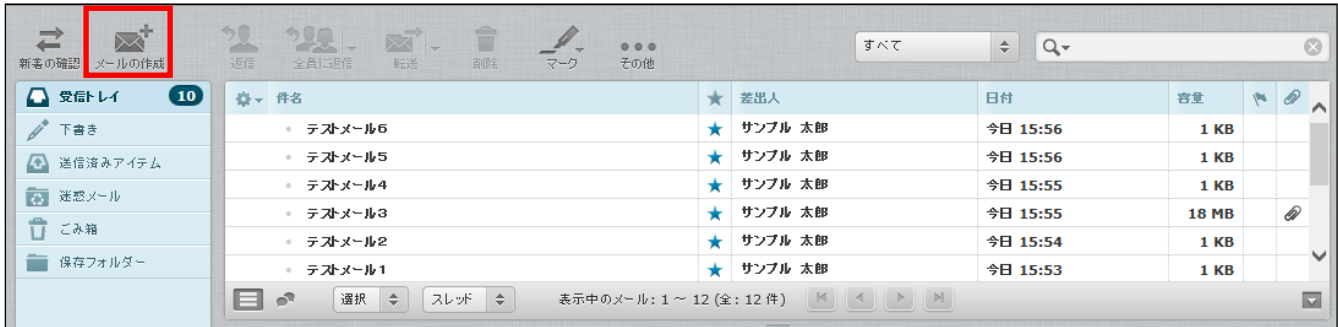 新着の確認 メールの作成 返信 全員に返信 転送 削除 マーク その他 すべて
受信トレイ 10
下書き
送信済みアイテム
迷惑メール
ごみ箱
保存フォルダー
件名 差出人 日付 容量
テストメール6 サンプル 太郎 今日 15:56 1 KB
テストメール5 サンプル 太郎 今日 15:56 1 KB
テストメール4 サンプル 太郎 今日 15:55 1 KB
テストメール3 サンプル 太郎 今日 15:55 18 MB
テストメール2 サンプル 太郎 今日 15:54 1 KB
テストメール1 サンプル 太郎 今日 15:53 1 KB
選択 スレッド 表示中のメール: 1 ~ 12 (全: 12 件)